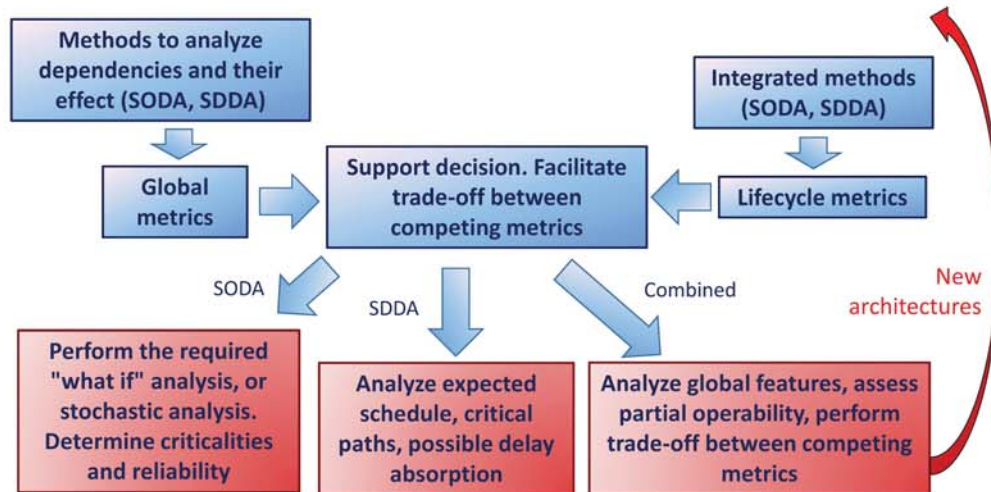 Methods to analyze
dependencies and their
effect (SODA, SDDA)
Integrated methods
(SODA, SDDA)
Global
metrics
Support decision. Facilitate
trade-off between
competing metrics
Lifecycle metrics
SODA
SDDA
Combined
New
architectures
Perform the required
"what if" analysis, or
stochastic analysis.
Determine criticalities
and reliability
Analyze expected
schedule, critical
paths, possible delay
absorption
Analyze global features, assess
partial operability, perform
trade-off between competing
metrics